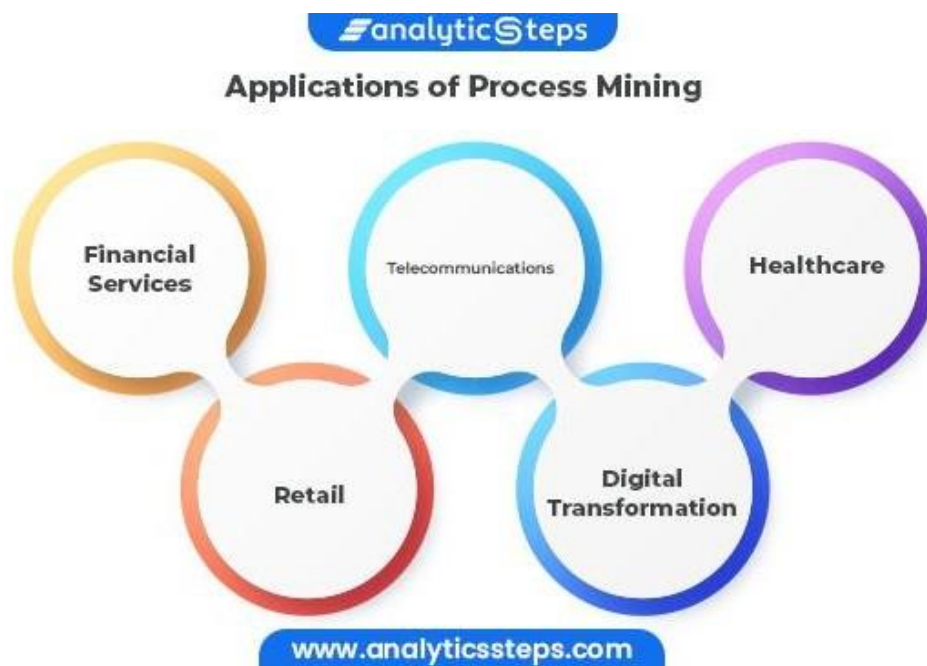 analyticSteps
Applications of Process Mining
Financial
Services
Telecommunications
Healthcare
Retail
Digital
Transformation
www.analyticssteps.com